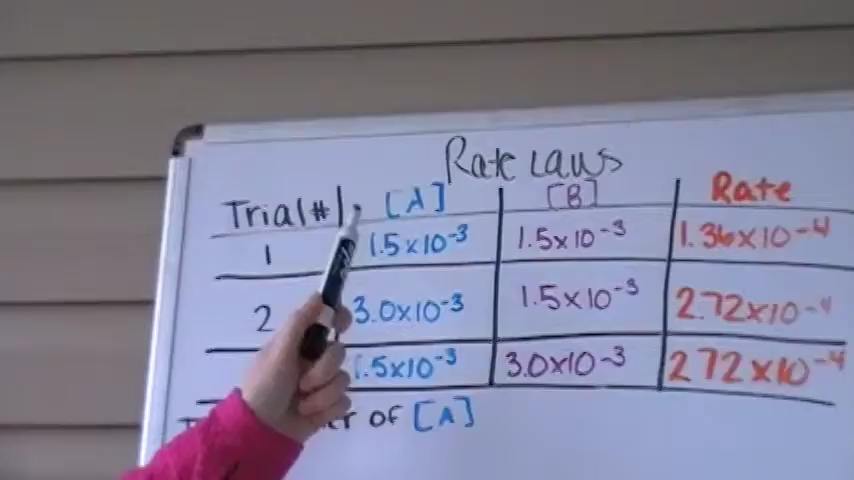 Rate Laws
Trial# [A] [B] Rate
1 1.5x10⁻³ 1.5x10⁻³ 1.36x10⁻⁴
2 3.0x10⁻³ 1.5x10⁻³ 2.72x10⁻⁴
1.5x10⁻³ 3.0x10⁻³ 2.72x10⁻⁴
of [A]